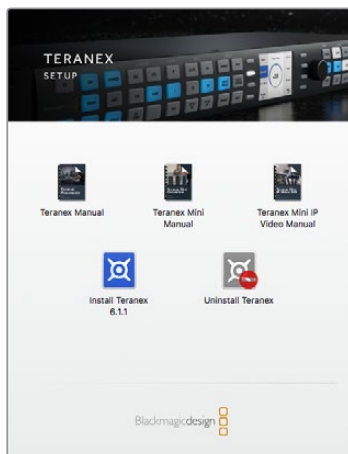 TERANEX
SETUP
Teranex Manual
Teranex Mini
Manual
Teranex Mini IP
Video Manual
Install Teranex
6.1.1
Uninstall Teranex
Blackmagicdesign